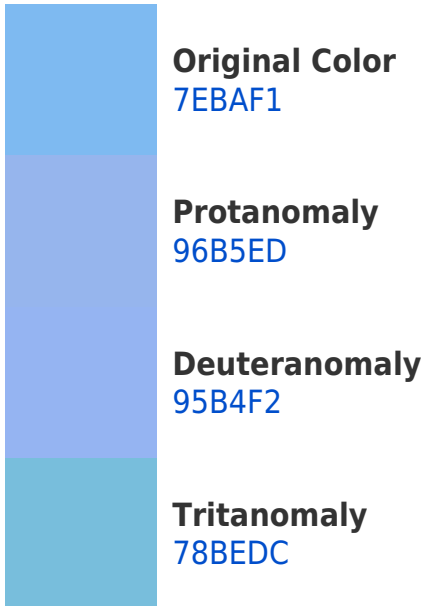 Original Color
7EBAF1
Protanomaly
96B5ED
Deuteranomaly
95B4F2
Tritanomaly
78BEDC